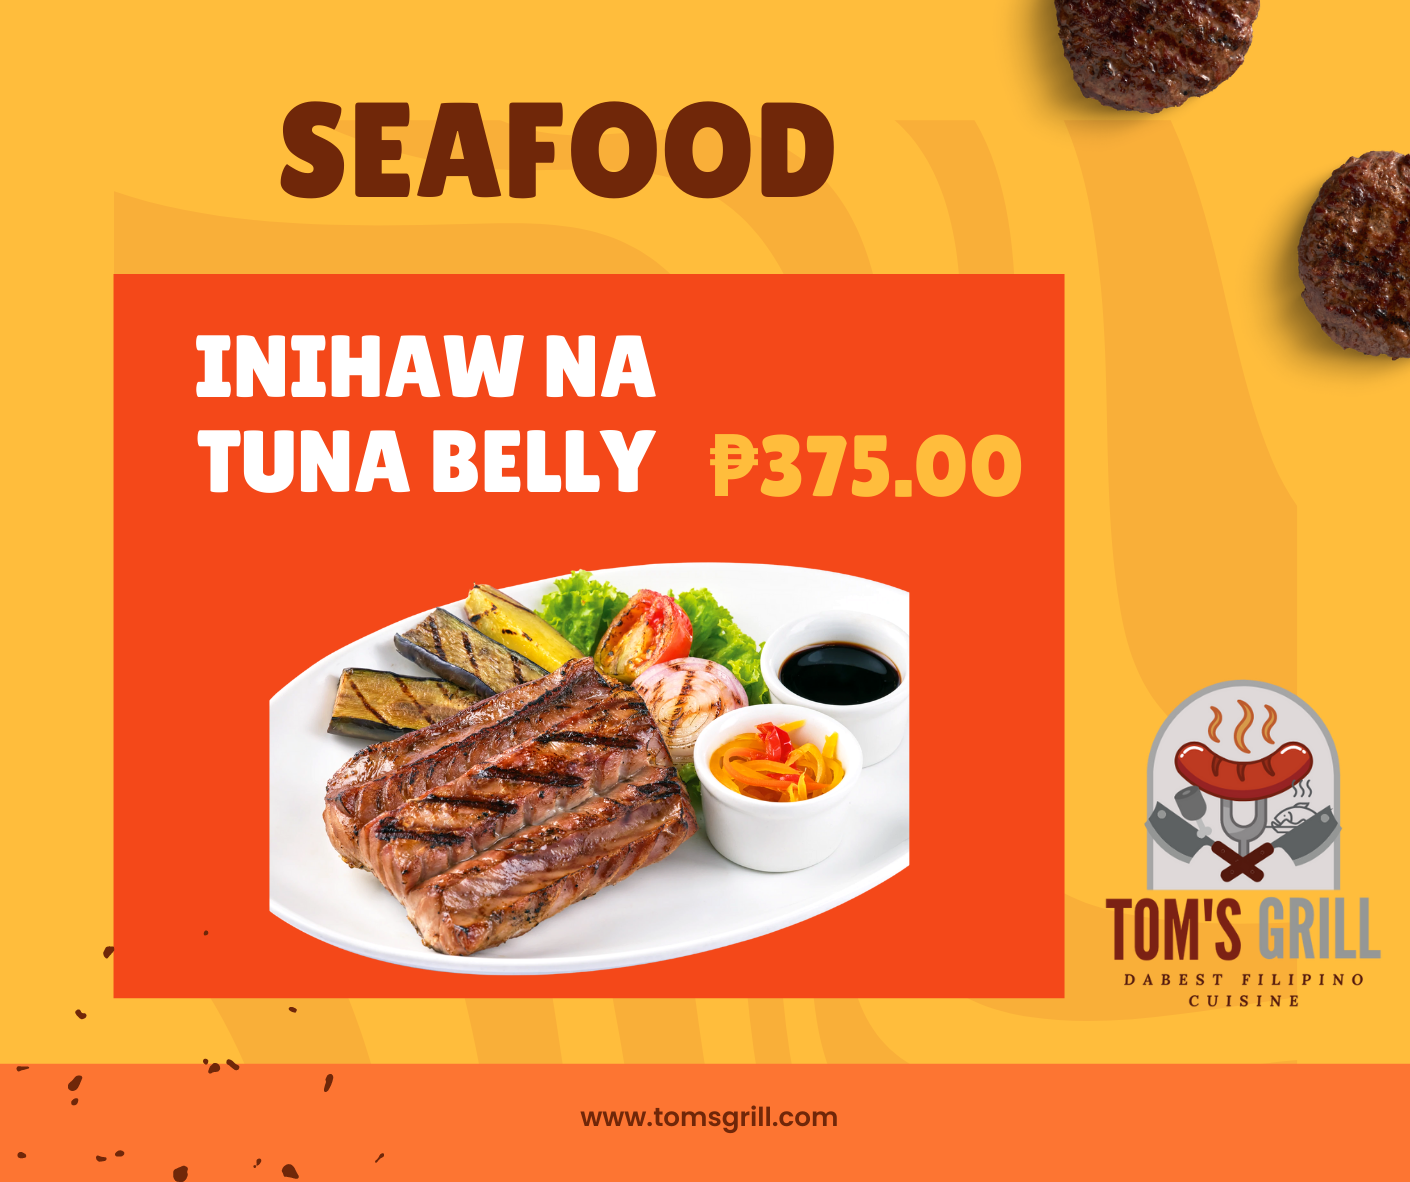 SEAFOOD
INIHAW NA
TUNA BELLY ₱375.00
TOM'S GRILL
DABEST FILIPINO
CUISINE
www.tomsgrill.com